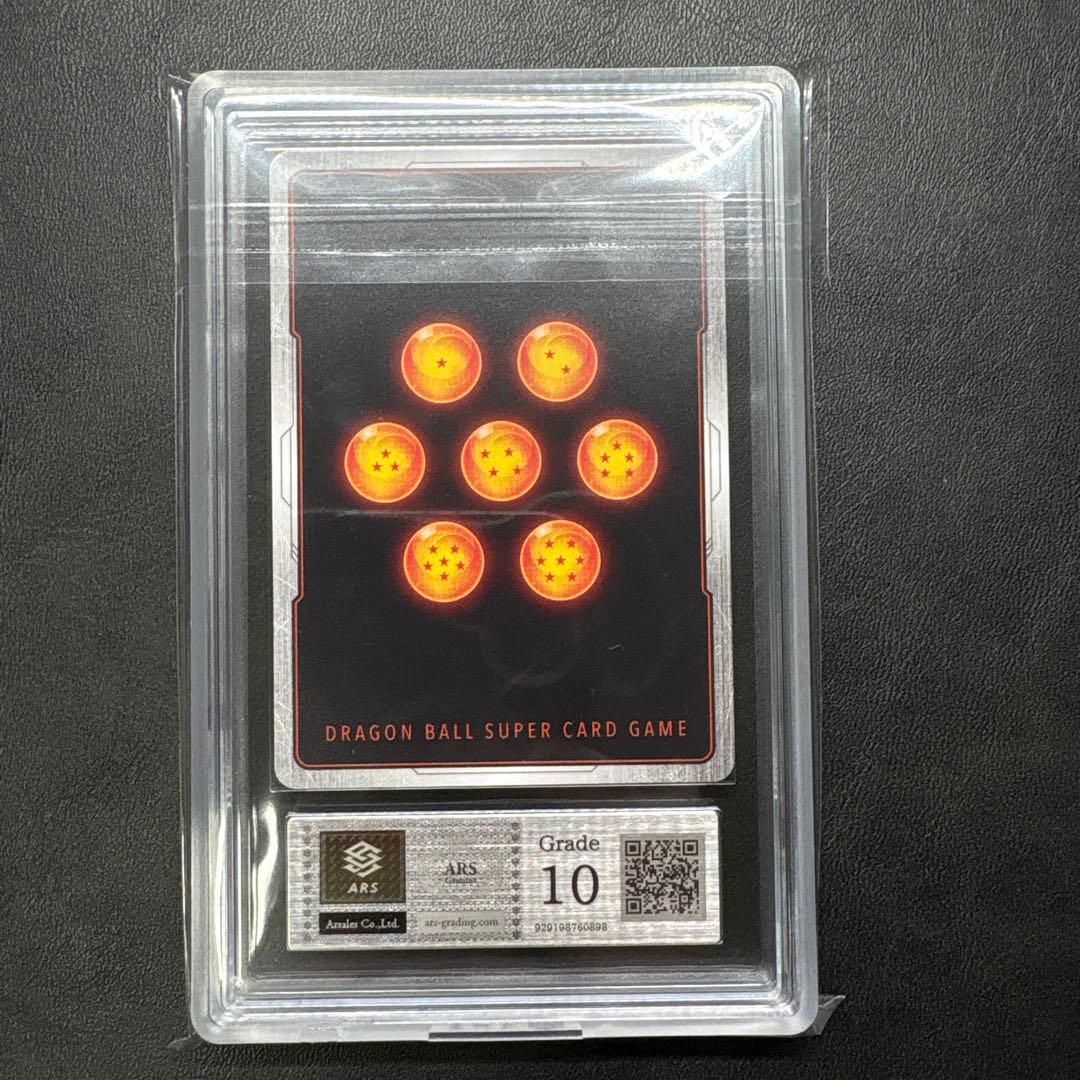 DRAGON BALL SUPER CARD GAME
ARS
Arsales Co.,Ltd.
ARS
ars-grading.com
Grade
10
929198760898